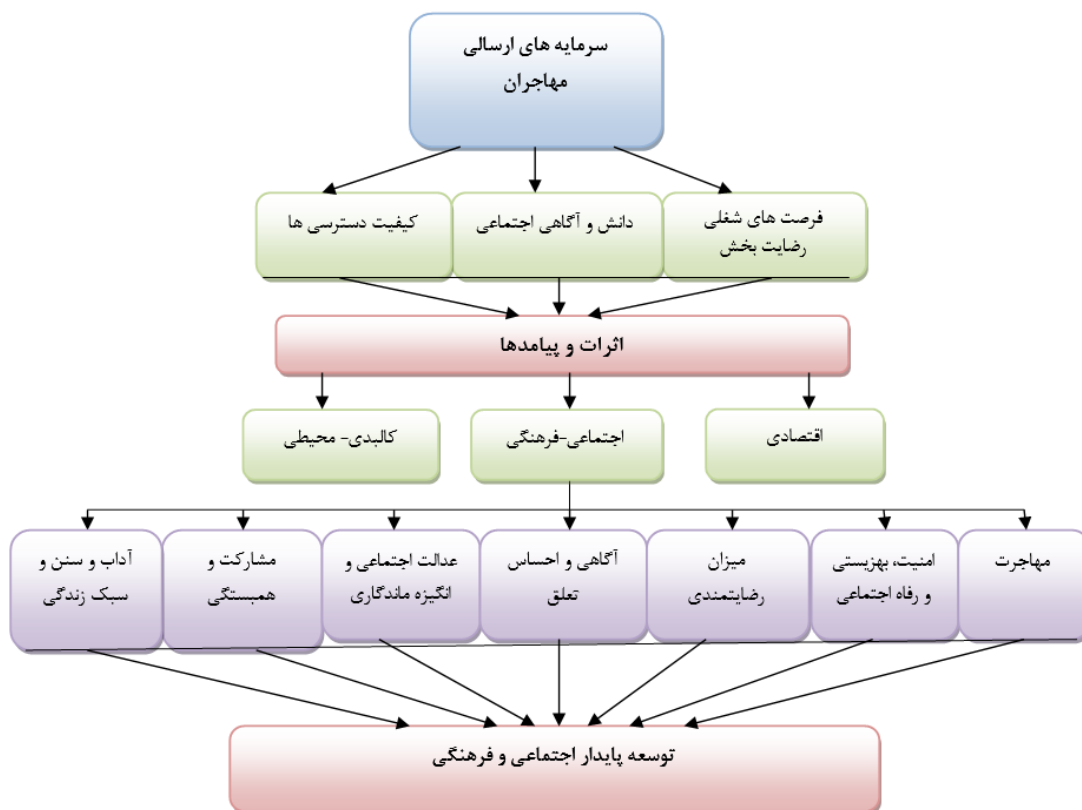 سرمایه های ارسالی
مهاجران
فرصت های شغلی
رضایت بخش
دانش و آگاهی اجتماعی
کیفیت دسترسی ها
اثرات و پیامدها
اقتصادی
اجتماعی-فرهنگی
کالبدی- محیطی
مهاجرت
امنیت، بهزیستی
و رفاه اجتماعی
میزان
رضایتمندی
آگاهی و احساس
تعلق
عدالت اجتماعی و
انگیزه ماندگاری
مشارکت و
همبستگی
آداب و سنن و
سبک زندگی
توسعه پایدار اجتماعی و فرهنگی